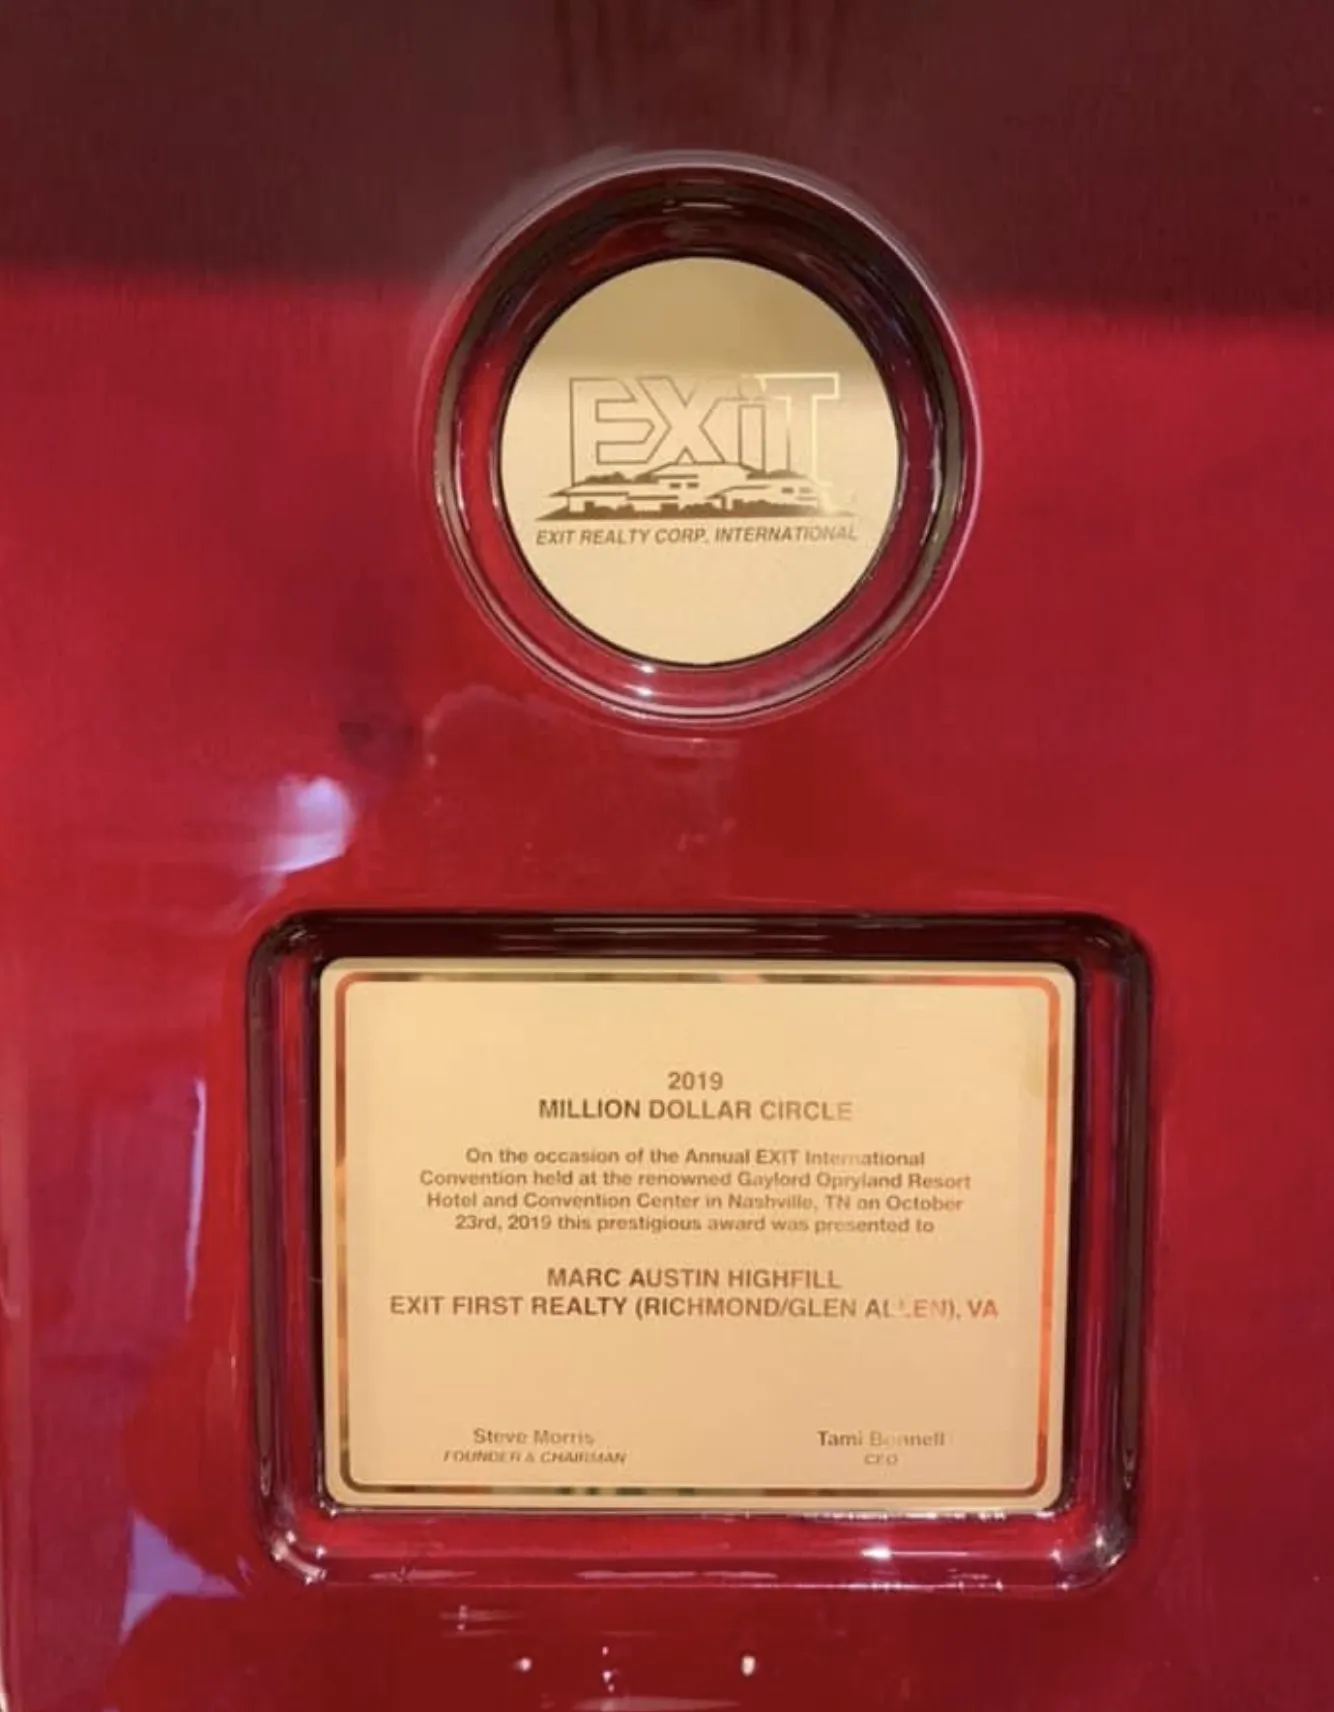 EXiT
EXIT REALTY CORP. INTERNATIONAL
2019
MILLION DOLLAR CIRCLE
On the occasion of the Annual EXIT International
Convention held at the renowned Gaylord Opryland Resort
Hotel and Convention Center in Nashville, TN on October
23rd, 2019 this prestigious award was presented to
MARC AUSTIN HIGHFILL
EXIT FIRST REALTY (RICHMOND/GLEN ALLEN), VA
Steve Morris Tami Bonnell
FOUNDER & CHAIRMAN CEO